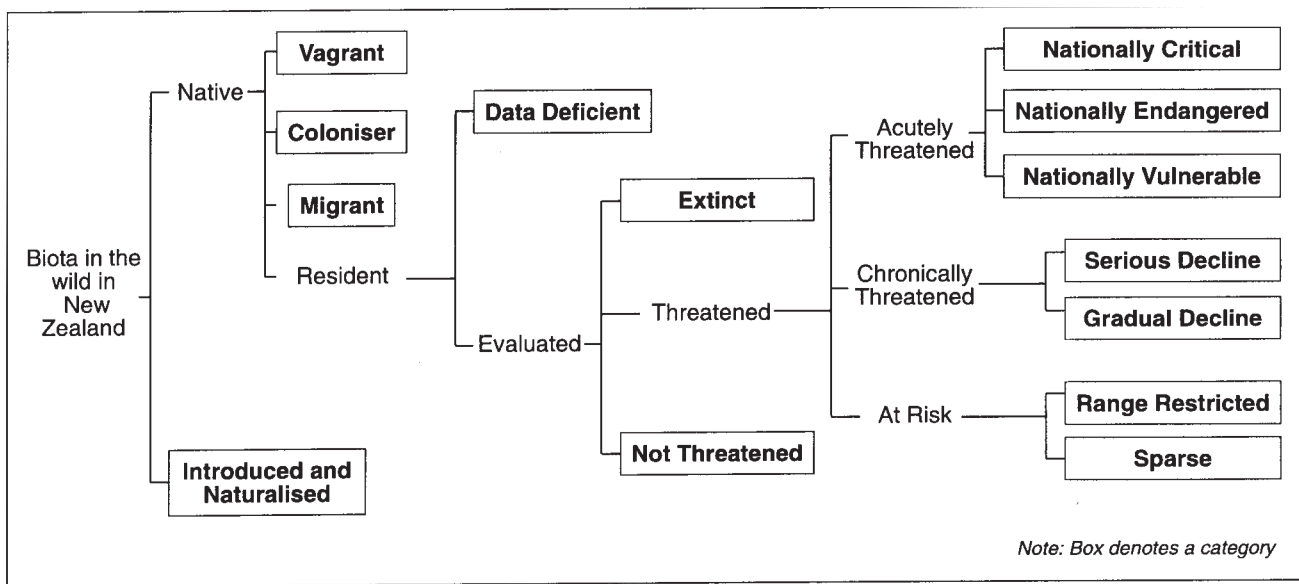 Biota in the
wild in
New
Zealand
Native
Introduced and
Naturalised
Vagrant
Coloniser
Migrant
Resident
Data Deficient
Evaluated
Extinct
Threatened
Not Threatened
Acutely
Threatened
Chronically
Threatened
At Risk
Nationally Critical
Nationally Endangered
Nationally Vulnerable
Serious Decline
Gradual Decline
Range Restricted
Sparse
Note: Box denotes a category